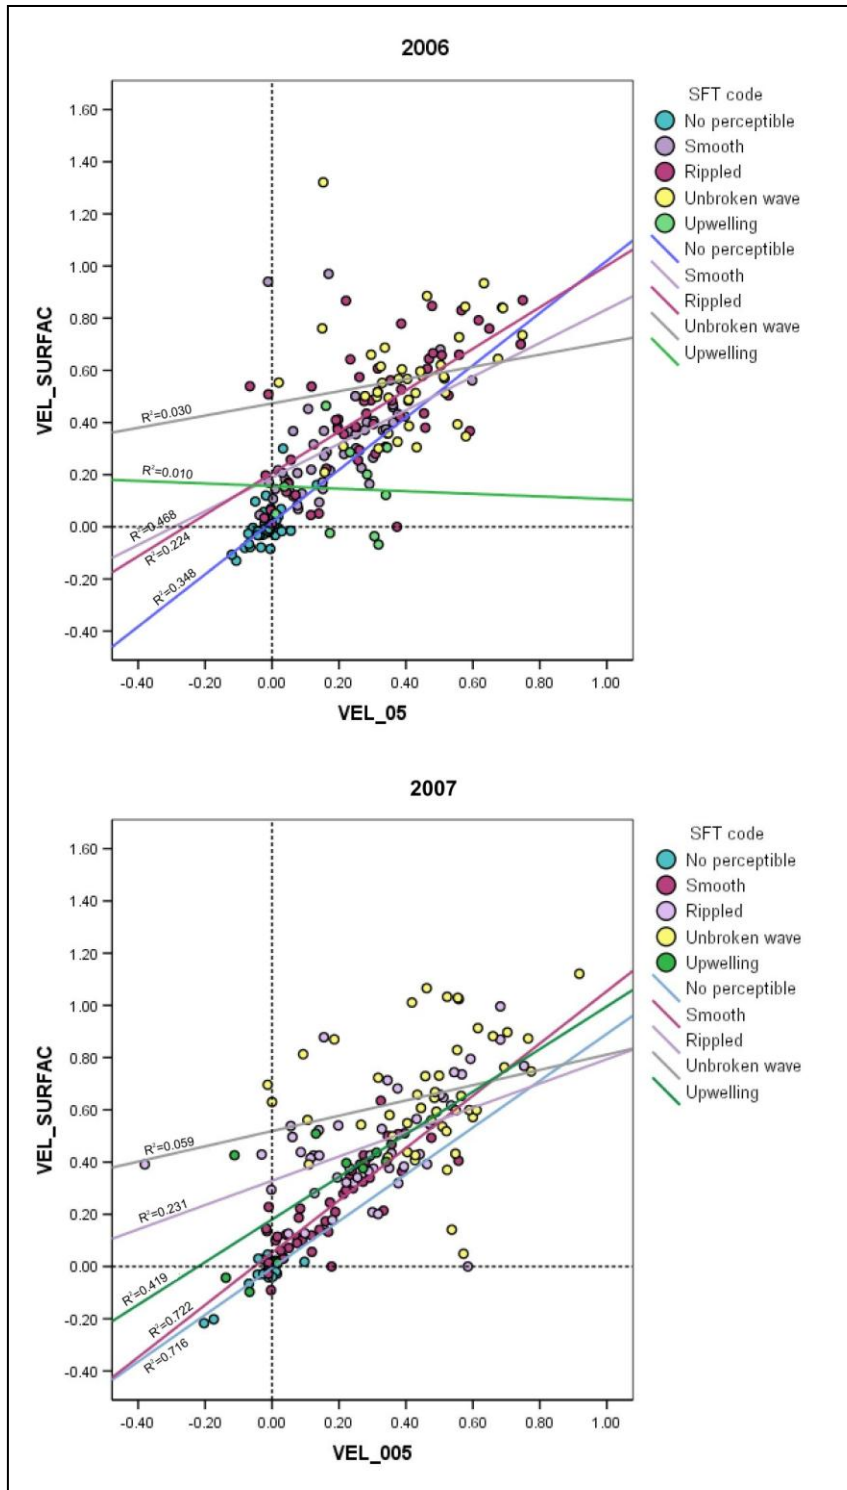 2006
SFT code
No perceptible
Smooth
Rippled
Unbroken wave
Upwelling
No perceptible
Smooth
Rippled
Unbroken wave
Upwelling
VEL_SURFAC
1.60
1.40
1.20
1.00
0.80
0.60
0.40
0.20
0.00
-0.20
-0.40
R²=0.030
R²=0.010
R²=0.468
R²=0.224
R²=0.348
-0.40 -0.20 0.00 0.20 0.40 0.60 0.80 1.00
VEL_05
2007
SFT code
No perceptible
Smooth
Rippled
Unbroken wave
Upwelling
No perceptible
Smooth
Rippled
Unbroken wave
Upwelling
VEL_SURFAC
1.60
1.40
1.20
1.00
0.80
0.60
0.40
0.20
0.00
-0.20
-0.40
R²=0.059
R²=0.231
R²=0.419
R²=0.722
R²=0.716
-0.40 -0.20 0.00 0.20 0.40 0.60 0.80 1.00
VEL_005